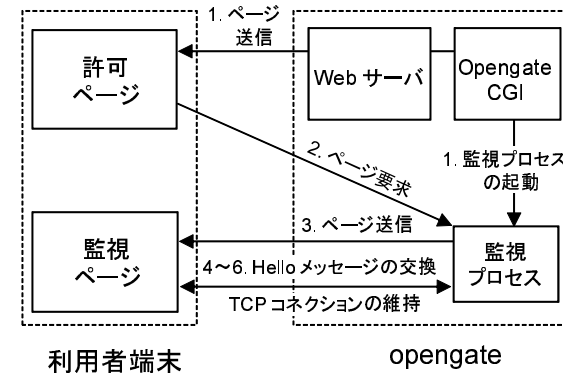 1. ページ
送信
許可
ページ
Web サーバ
Opengate
CGI
2. ページ要求
1. 監視プロセス
の起動
3. ページ送信
監視
ページ
4～6. Hello メッセージの交換
TCP コネクションの維持
監視
プロセス
利用者端末
opengate